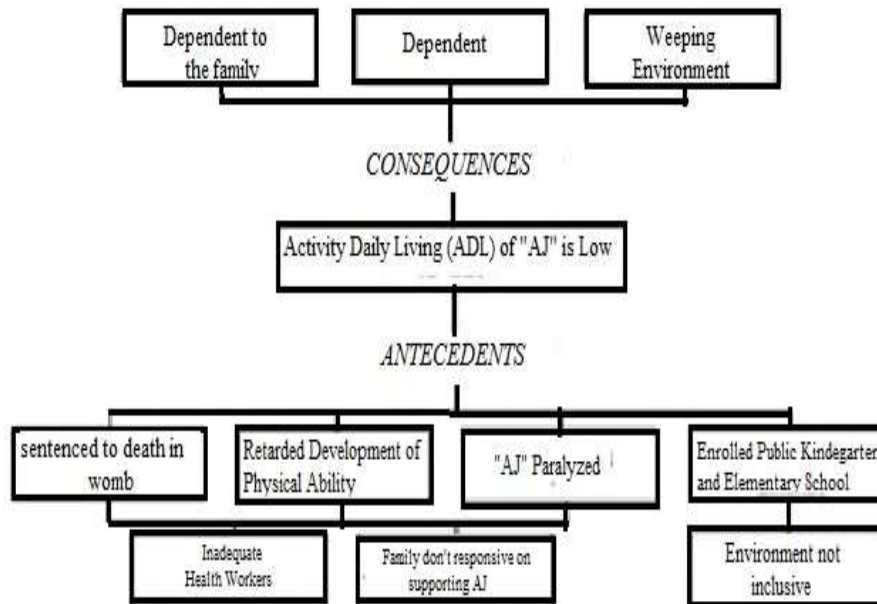 Dependent to
the family
Dependent
Weeping
Environment
CONSEQUENCES
Activity Daily Living (ADL) of "AJ" is Low
ANTECEDENTS
sentenced to death in
womb
Retarded Development of
Physical Ability
"AJ" Paralyzed
Enrolled Public Kindegarten
and Elementary School
Inadequate
Health Workers
Family don't responsive on
supporting AJ
Environment not
inclusive